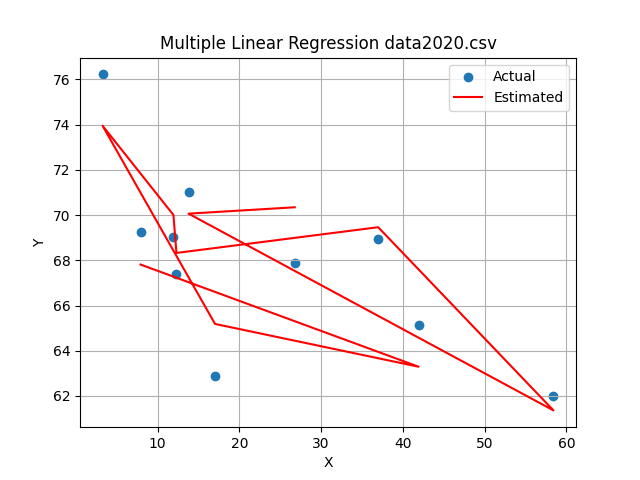 Multiple Linear Regression data2020.csv
Actual
Estimated
76
74
72
70
68
66
64
62
Y
10 20 30 40 50 60
X